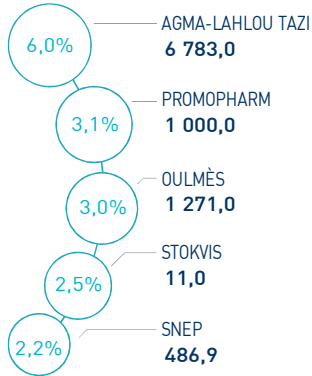 6,0%
AGMA-LAHLOU TAZI
6 783,0
3,1%
PROMOPHARM
1 000,0
3,0%
OULMÈS
1 271,0
2,5%
STOKVIS
11,0
2,2%
SNEP
486,9